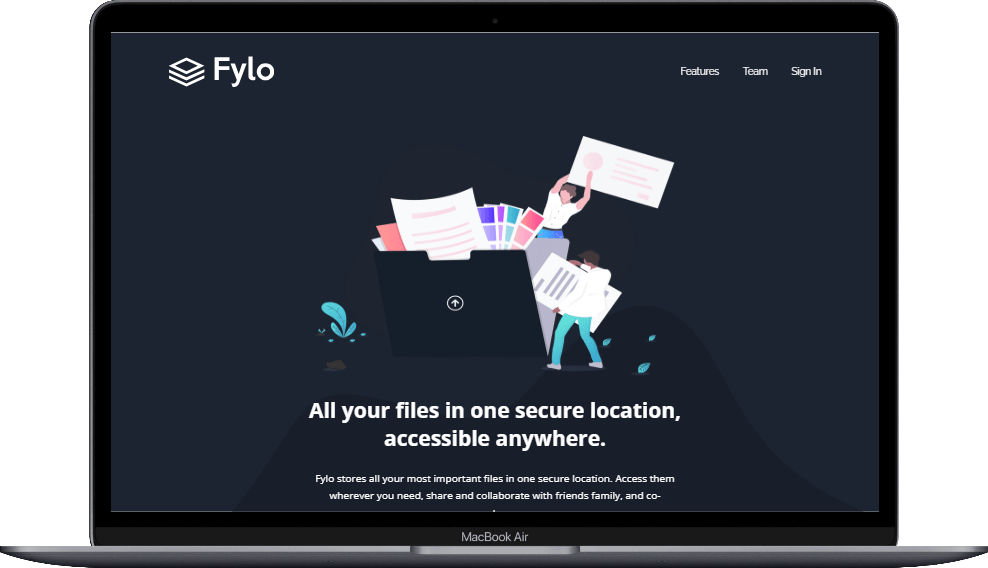 Fylo
Features
Team
Sign In
All your files in one secure location,
accessible anywhere.
Fylo stores all your most important files in one secure location. Access them
wherever you need, share and collaborate with friends family, and co-
MacBook Air